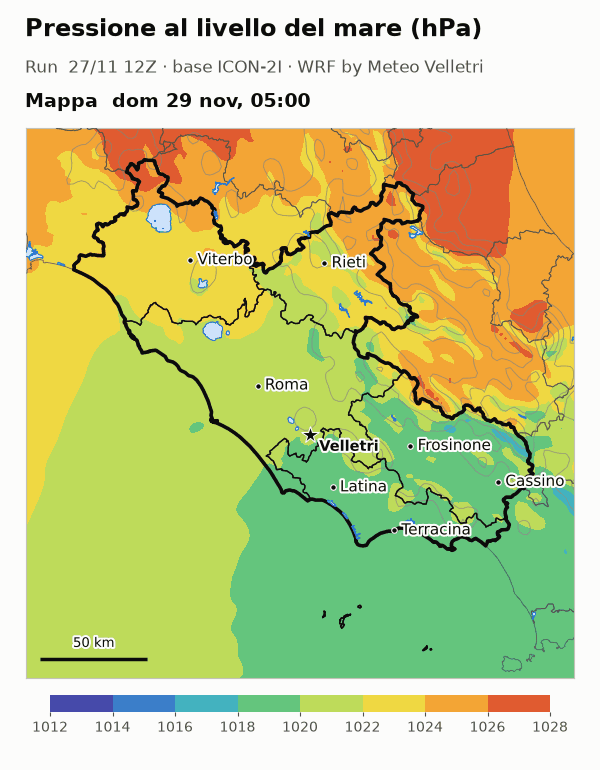 Pressione al livello del mare (hPa)
Run 27/11 12Z · base ICON-2I · WRF by Meteo Velletri
Mappa dom 29 nov, 05:00
Viterbo
Rieti
Roma
Velletri
Frosinone
Latina
Cassino
Terracina
50 km
1012 1014 1016 1018 1020 1022 1024 1026 1028